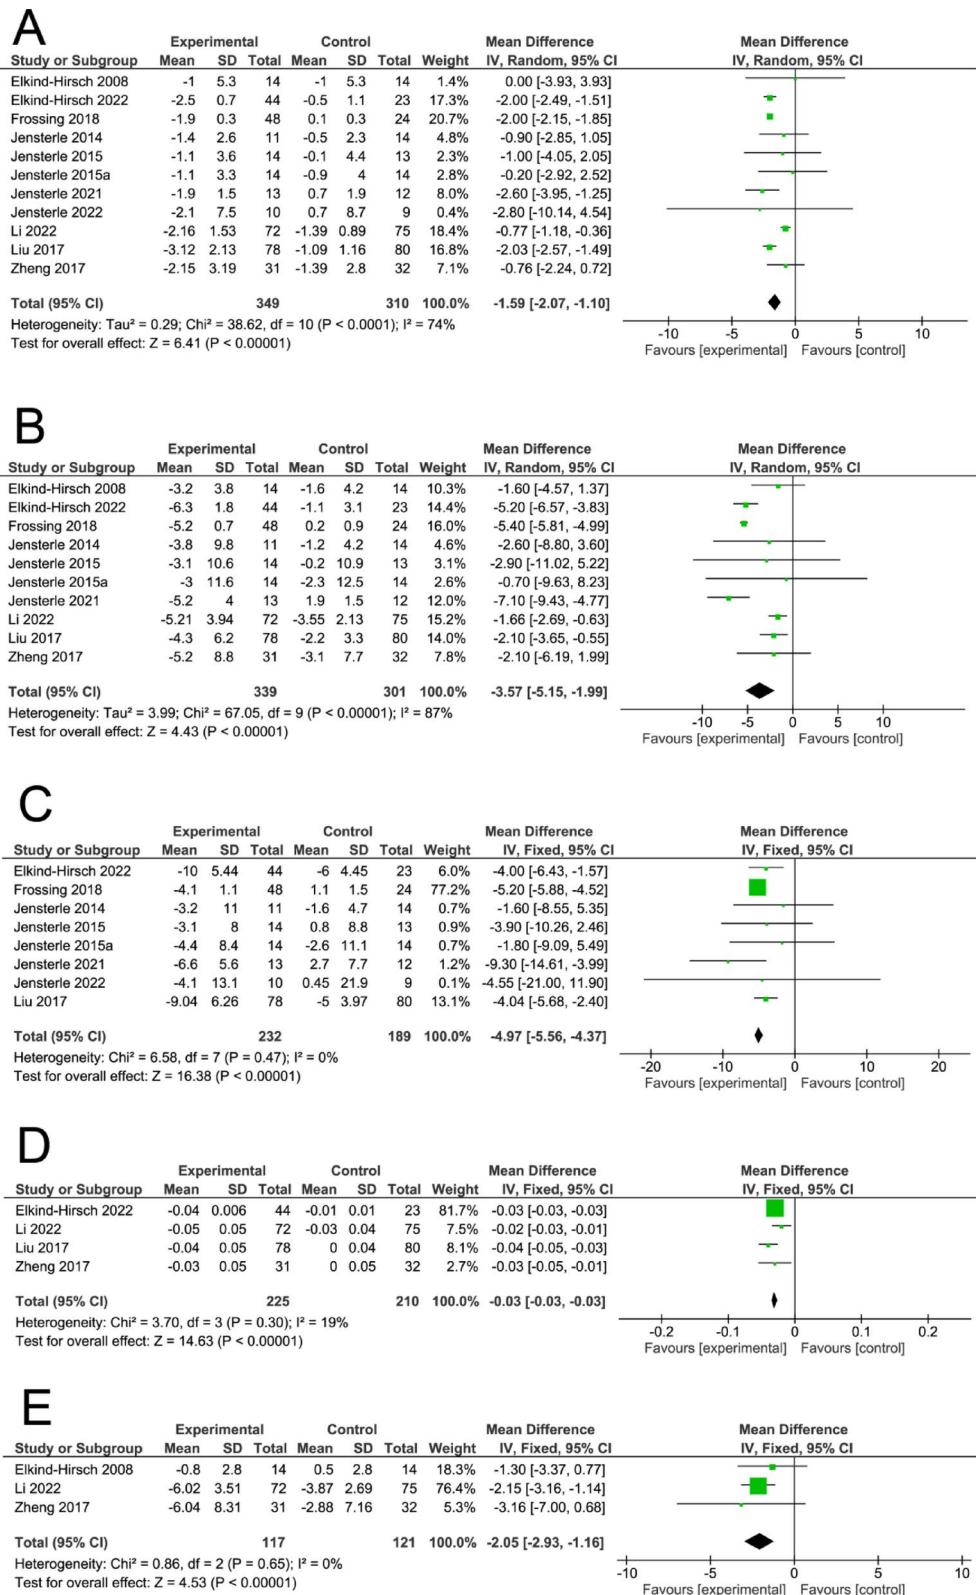 A
Experimental Control Mean Difference Mean Difference
Study or Subgroup Mean SD Total Mean SD Total Weight IV, Random, 95% CI IV, Random, 95% CI
Elkind-Hirsch 2008 -1 5.3 14 -1 5.3 14 1.4% 0.00 [-3.93, 3.93]
Elkind-Hirsch 2022 -2.5 0.7 44 -0.5 1.1 23 17.3% -2.00 [-2.49, -1.51]
Frossing 2018 -1.9 0.3 48 0.1 0.3 24 20.7% -2.00 [-2.15, -1.85]
Jensterle 2014 -1.4 2.6 11 -0.5 2.3 14 4.8% -0.90 [-2.85, 1.05]
Jensterle 2015 -1.1 3.6 14 -0.1 4.4 13 2.3% -1.00 [-4.05, 2.05]
Jensterle 2015a -1.1 3.3 14 -0.9 4 14 2.8% -0.20 [-2.92, 2.52]
Jensterle 2021 -1.9 1.5 13 0.7 1.9 12 8.0% -2.60 [-3.95, -1.25]
Jensterle 2022 -2.1 7.5 10 0.7 8.7 9 0.4% -2.80 [-10.14, 4.54]
Li 2022 -2.16 1.53 72 -1.39 0.89 75 18.4% -0.77 [-1.18, -0.36]
Liu 2017 -3.12 2.13 78 -1.09 1.16 80 16.8% -2.03 [-2.57, -1.49]
Zheng 2017 -2.15 3.19 31 -1.39 2.8 32 7.1% -0.76 [-2.24, 0.72]
Total (95% CI) 349 310 100.0% -1.59 [-2.07, -1.10]
Heterogeneity: Tau² = 0.29; Chi² = 38.62, df = 10 (P < 0.0001); I² = 74%
Test for overall effect: Z = 6.41 (P < 0.00001)
-10 -5 0 5 10
Favours [experimental] Favours [control]
B
Experimental Control Mean Difference Mean Difference
Study or Subgroup Mean SD Total Mean SD Total Weight IV, Random, 95% CI IV, Random, 95% CI
Elkind-Hirsch 2008 -3.2 3.8 14 -1.6 4.2 14 10.3% -1.60 [-4.57, 1.37]
Elkind-Hirsch 2022 -6.3 1.8 44 -1.1 3.1 23 14.4% -5.20 [-6.57, -3.83]
Frossing 2018 -5.2 0.7 48 0.2 0.9 24 16.0% -5.40 [-5.81, -4.99]
Jensterle 2014 -3.8 9.8 11 -1.2 4.2 14 4.6% -2.60 [-8.80, 3.60]
Jensterle 2015 -3.1 10.6 14 -0.2 10.9 13 3.1% -2.90 [-11.02, 5.22]
Jensterle 2015a -3 11.6 14 -2.3 12.5 14 2.6% -0.70 [-9.63, 8.23]
Jensterle 2021 -5.2 4 13 1.9 1.5 12 12.0% -7.10 [-9.43, -4.77]
Li 2022 -5.21 3.94 72 -3.55 2.13 75 15.2% -1.66 [-2.69, -0.63]
Liu 2017 -4.3 6.2 78 -2.2 3.3 80 14.0% -2.10 [-3.65, -0.55]
Zheng 2017 -5.2 8.8 31 -3.1 7.7 32 7.8% -2.10 [-6.19, 1.99]
Total (95% CI) 339 301 100.0% -3.57 [-5.15, -1.99]
Heterogeneity: Tau² = 3.99; Chi² = 67.05, df = 9 (P < 0.00001); I² = 87%
Test for overall effect: Z = 4.43 (P < 0.00001)
-10 -5 0 5 10
Favours [experimental] Favours [control]
C
Experimental Control Mean Difference Mean Difference
Study or Subgroup Mean SD Total Mean SD Total Weight IV, Fixed, 95% CI IV, Fixed, 95% CI
Elkind-Hirsch 2022 -10 5.44 44 -6 4.45 23 6.0% -4.00 [-6.43, -1.57]
Frossing 2018 -4.1 1.1 48 1.1 1.5 24 77.2% -5.20 [-5.88, -4.52]
Jensterle 2014 -3.2 11 11 -1.6 4.7 14 0.7% -1.60 [-8.55, 5.35]
Jensterle 2015 -3.1 8 14 0.8 8.8 13 0.9% -3.90 [-10.26, 2.46]
Jensterle 2015a -4.4 8.4 14 -2.6 11.1 14 0.7% -1.80 [-9.09, 5.49]
Jensterle 2021 -6.6 5.6 13 2.7 7.7 12 1.2% -9.30 [-14.61, -3.99]
Jensterle 2022 -4.1 13.1 10 0.45 21.9 9 0.1% -4.55 [-21.00, 11.90]
Liu 2017 -9.04 6.26 78 -5 3.97 80 13.1% -4.04 [-5.68, -2.40]
Total (95% CI) 232 189 100.0% -4.97 [-5.56, -4.37]
Heterogeneity: Chi² = 6.58, df = 7 (P = 0.47); I² = 0%
Test for overall effect: Z = 16.38 (P < 0.00001)
-20 -10 0 10 20
Favours [experimental] Favours [control]
D
Experimental Control Mean Difference Mean Difference
Study or Subgroup Mean SD Total Mean SD Total Weight IV, Fixed, 95% CI IV, Fixed, 95% CI
Elkind-Hirsch 2022 -0.04 0.006 44 -0.01 0.01 23 81.7% -0.03 [-0.03, -0.03]
Li 2022 -0.05 0.05 72 -0.03 0.04 75 7.5% -0.02 [-0.03, -0.01]
Liu 2017 -0.04 0.05 78 0 0.04 80 8.1% -0.04 [-0.05, -0.03]
Zheng 2017 -0.03 0.05 31 0 0.05 32 2.7% -0.03 [-0.05, -0.01]
Total (95% CI) 225 210 100.0% -0.03 [-0.03, -0.03]
Heterogeneity: Chi² = 3.70, df = 3 (P = 0.30); I² = 19%
Test for overall effect: Z = 14.63 (P < 0.00001)
-0.2 -0.1 0 0.1 0.2
Favours [experimental] Favours [control]
E
Experimental Control Mean Difference Mean Difference
Study or Subgroup Mean SD Total Mean SD Total Weight IV, Fixed, 95% CI IV, Fixed, 95% CI
Elkind-Hirsch 2008 -0.8 2.8 14 0.5 2.8 14 18.3% -1.30 [-3.37, 0.77]
Li 2022 -6.02 3.51 72 -3.87 2.69 75 76.4% -2.15 [-3.16, -1.14]
Zheng 2017 -6.04 8.31 31 -2.88 7.16 32 5.3% -3.16 [-7.00, 0.68]
Total (95% CI) 117 121 100.0% -2.05 [-2.93, -1.16]
Heterogeneity: Chi² = 0.86, df = 2 (P = 0.65); I² = 0%
Test for overall effect: Z = 4.53 (P < 0.00001)
-10 -5 0 5 10
Favours [experimental] Favours [control]